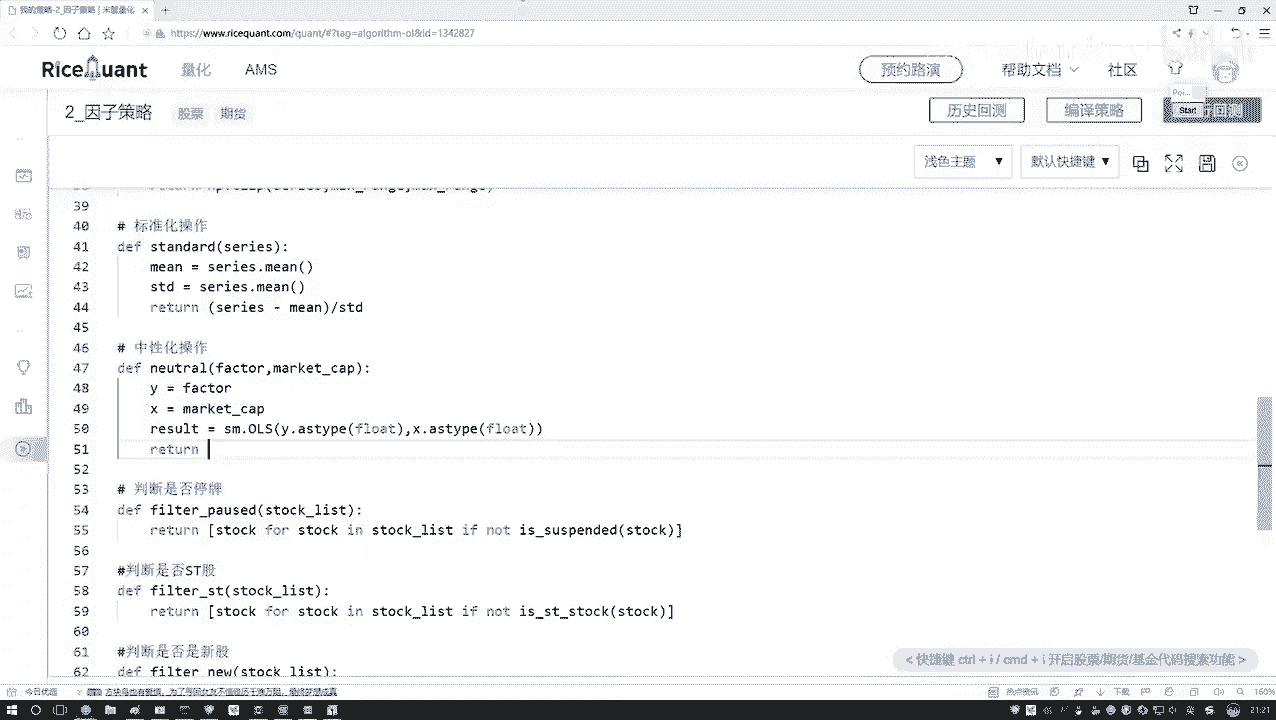 我的策略-2_因子策略 | 米筐量化
https://www.ricequant.com/quant/#?tag=algorithm-ol&id=1342827
RiceQuant 量化 AMS 预约路演 帮助文档 社区
Poi...
Start
2_因子策略 股票 期货 历史回测 编译策略
浅色主题 ▼ 默认快捷键 ▼
39
40 # 标准化操作
41 def standard(series):
42 mean = series.mean()
43 std = series.mean()
44 return (series - mean)/std
45
46 # 中性化操作
47 def neutral(factor,market_cap):
48 y = factor
49 x = market_cap
50 result = sm.OLS(y.astype(float),x.astype(float))
51 return
52
53 # 判断是否停牌
54 def filter_paused(stock_list):
55 return [stock for stock in stock_list if not is_suspended(stock)]
56
57 #判断是否ST股
58 def filter_st(stock_list):
59 return [stock for stock in stock_list if not is_st_stock(stock)]
60
61 #判断是否是新股
62 def filter_new(stock_list):
< 快捷键 ctrl + i / cmd + i 开启股票/期货/基金代码搜索功能 >
今日优选
热点资讯 下载 160%
21:21